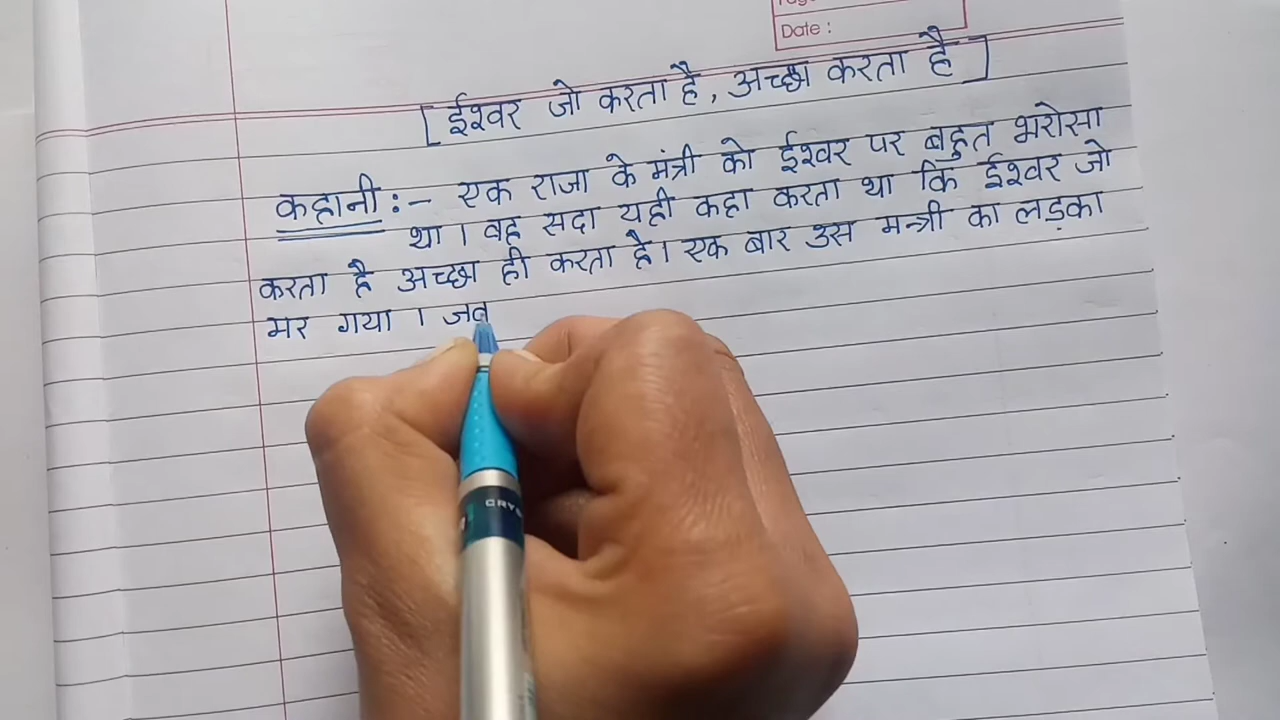 Date :
[ ईश्वर जो करता है, अच्छा करता है ]
कहानी :- एक राजा के मंत्री को ईश्वर पर बहुत भरोसा
था । वह सदा यही कहा करता था कि ईश्वर जो
करता है अच्छा ही करता है। एक बार उस मन्त्री का लड़का
मर गया । जब